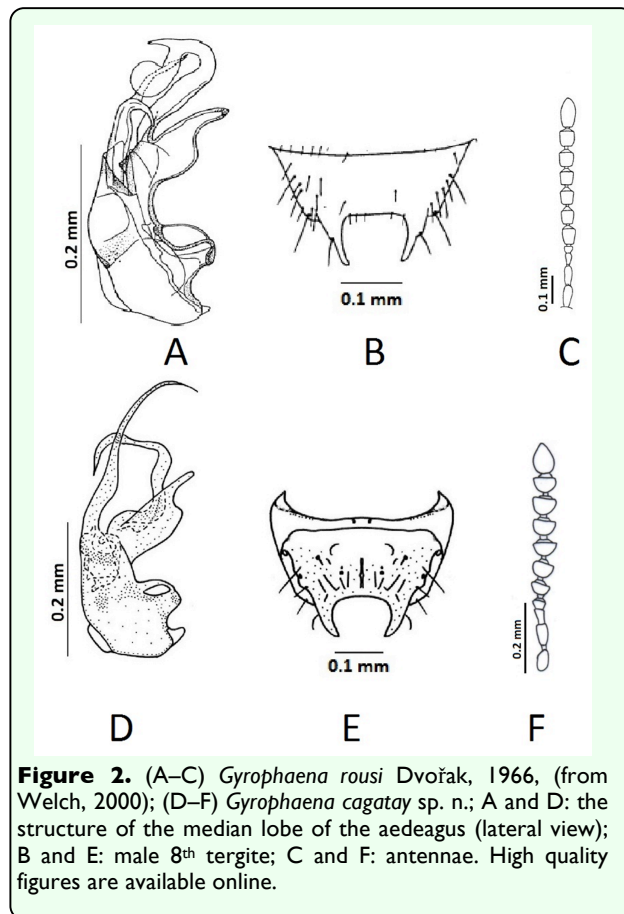 0.2 mm
0.1 mm
0.1 mm
A
B
C
0.2 mm
0.1 mm
0.2 mm
D
E
F
Figure 2. (A–C) Gyrophaena rousi Dvořak, 1966, (from
Welch, 2000); (D–F) Gyrophaena cagatay sp. n.; A and D: the
structure of the median lobe of the aedeagus (lateral view);
B and E: male 8th tergite; C and F: antennae. High quality
figures are available online.